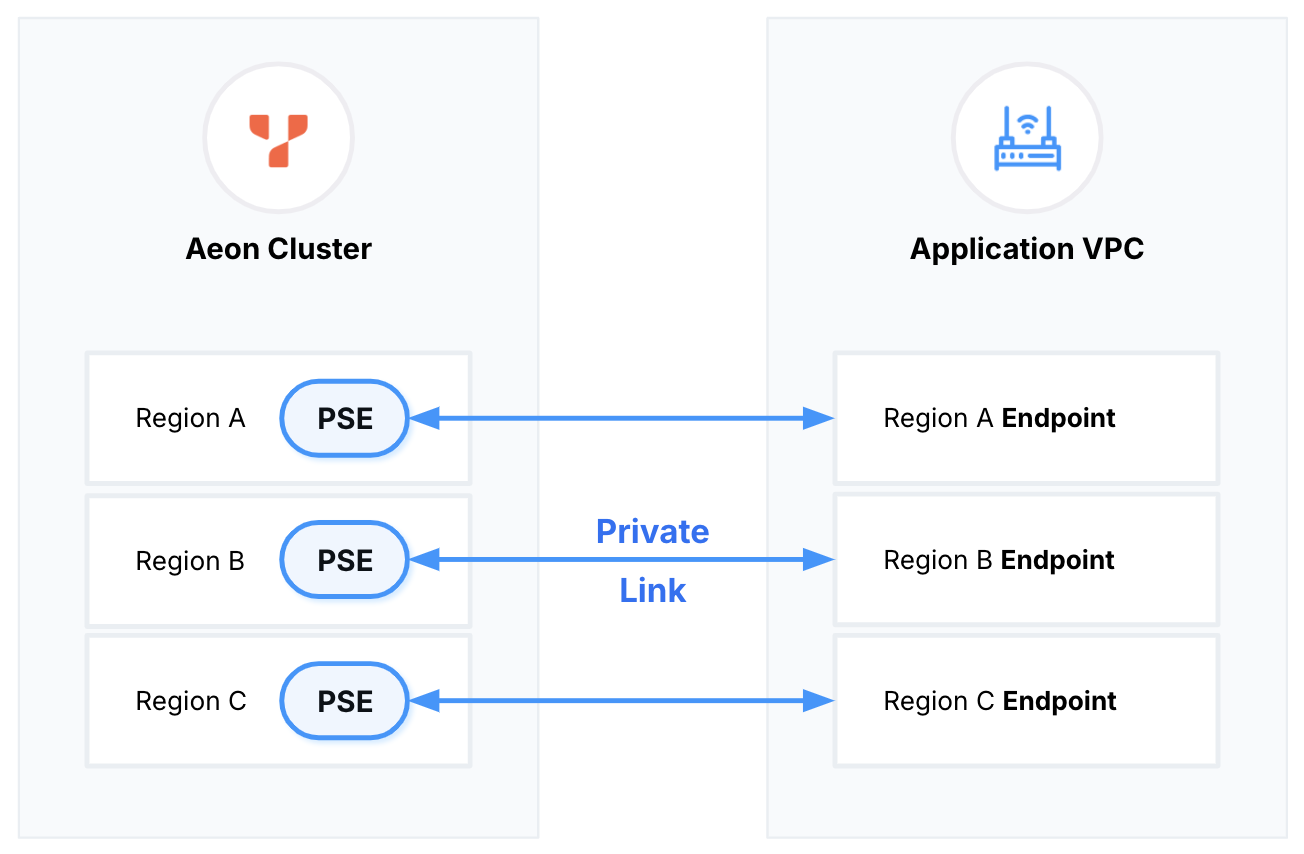 Aeon Cluster
Application VPC
Region A
PSE
Region A Endpoint
Private
Region B
PSE
Region B Endpoint
Link
Region C
PSE
Region C Endpoint